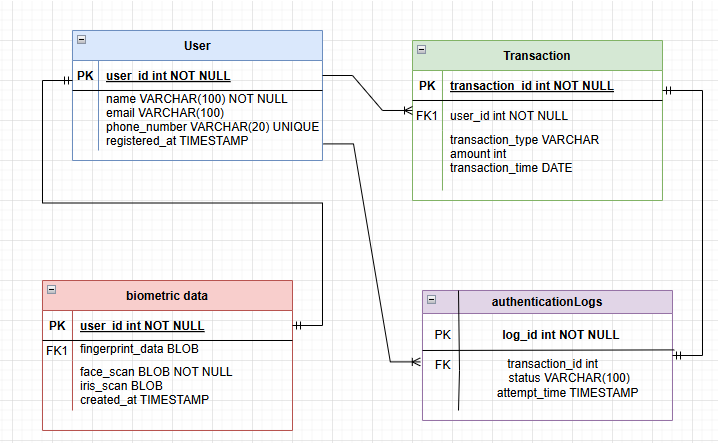 User
PK user_id int NOT NULL
name VARCHAR(100) NOT NULL
email VARCHAR(100)
phone_number VARCHAR(20) UNIQUE
registered_at TIMESTAMP
Transaction
PK transaction_id int NOT NULL
FK1 user_id int NOT NULL
transaction_type VARCHAR
amount int
transaction_time DATE
biometric data
PK user_id int NOT NULL
FK1 fingerprint_data BLOB
face_scan BLOB NOT NULL
iris_scan BLOB
created_at TIMESTAMP
authenticationLogs
PK log_id int NOT NULL
FK transaction_id int
status VARCHAR(100)
attempt_time TIMESTAMP